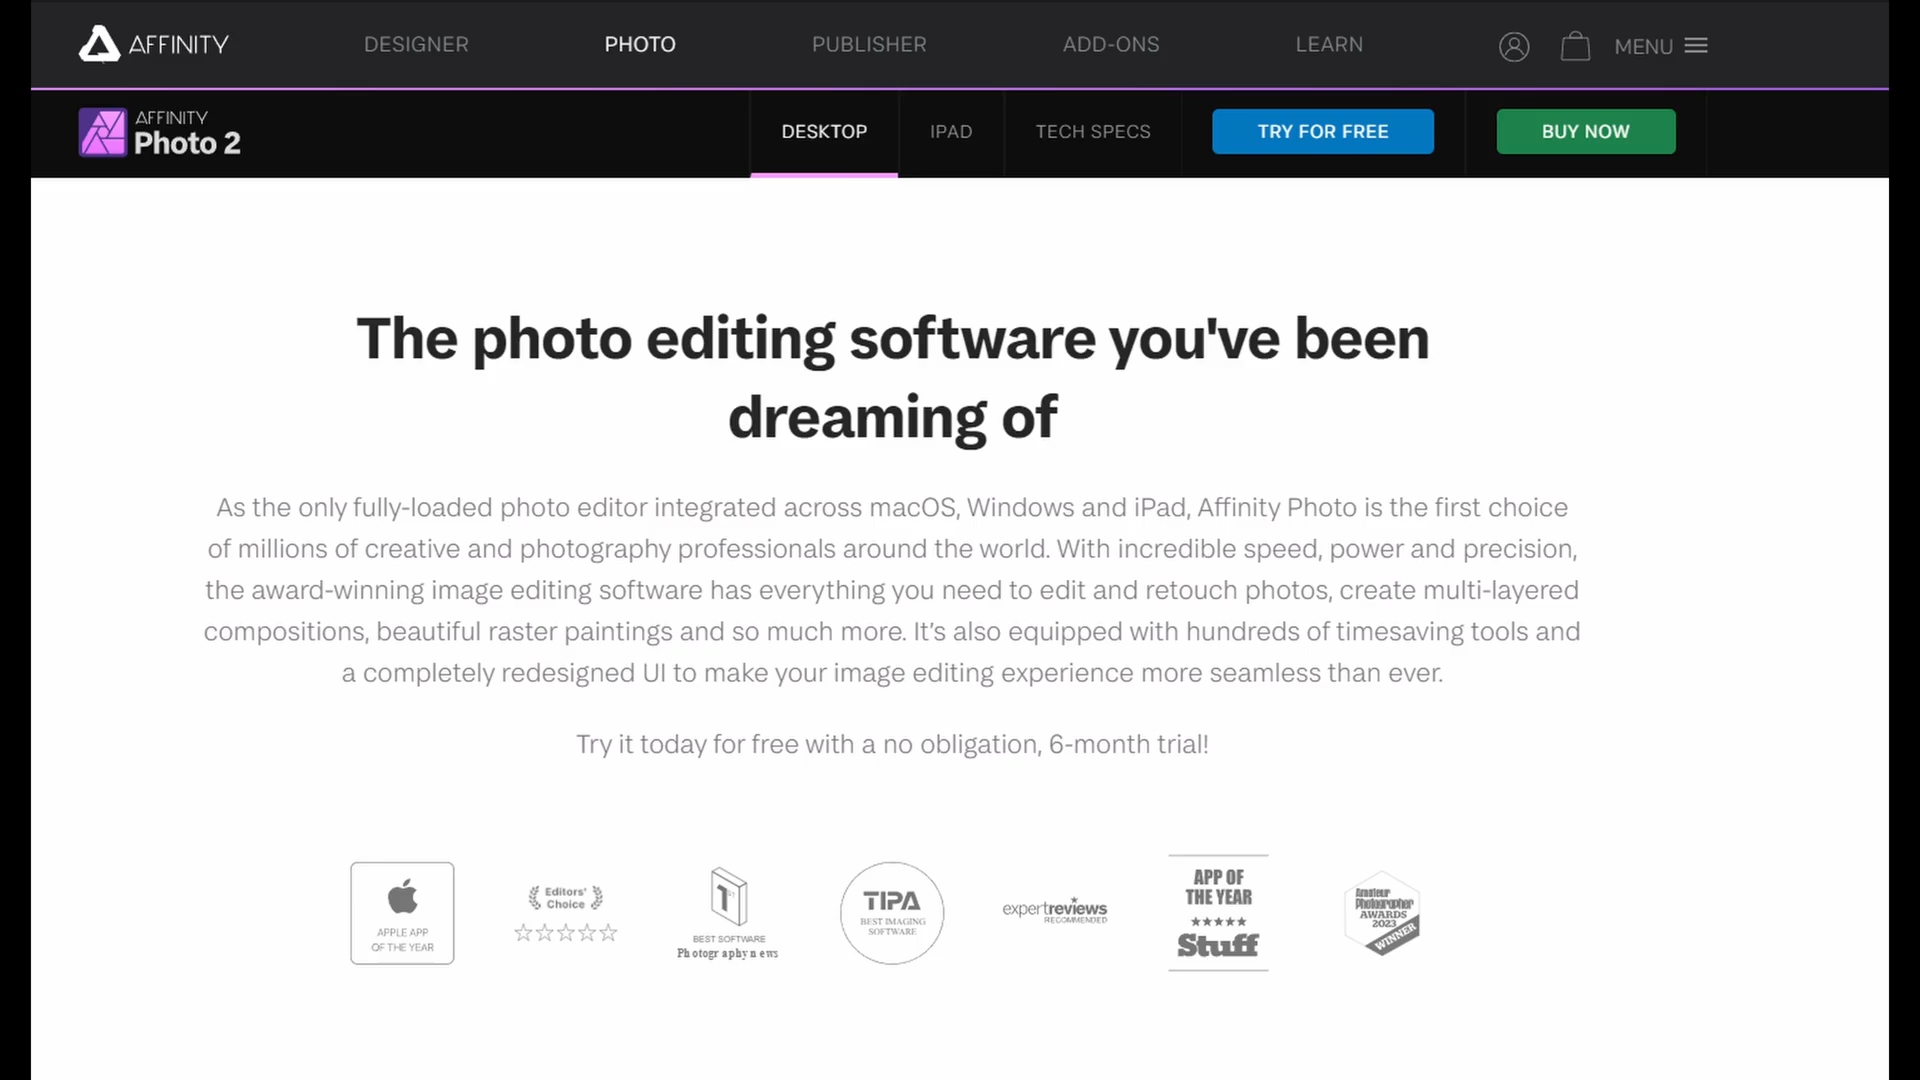 AFFINITY
DESIGNER
PHOTO
PUBLISHER
ADD-ONS
LEARN
MENU
AFFINITY
Photo 2
DESKTOP
IPAD
TECH SPECS
TRY FOR FREE
BUY NOW
The photo editing software you've been
dreaming of
As the only fully-loaded photo editor integrated across macOS, Windows and iPad, Affinity Photo is the first choice
of millions of creative and photography professionals around the world. With incredible speed, power and precision,
the award-winning image editing software has everything you need to edit and retouch photos, create multi-layered
compositions, beautiful raster paintings and so much more. It’s also equipped with hundreds of timesaving tools and
a completely redesigned UI to make your image editing experience more seamless than ever.
Try it today for free with a no obligation, 6-month trial!
APPLE APP
OF THE YEAR
Editors'
Choice
1st
BEST SOFTWARE
Photography news
TIPA
BEST IMAGING
SOFTWARE
expertreviews
RECOMMENDED
APP OF
THE YEAR
Stuff
Amateur
Photographer
AWARDS
2023
WINNER